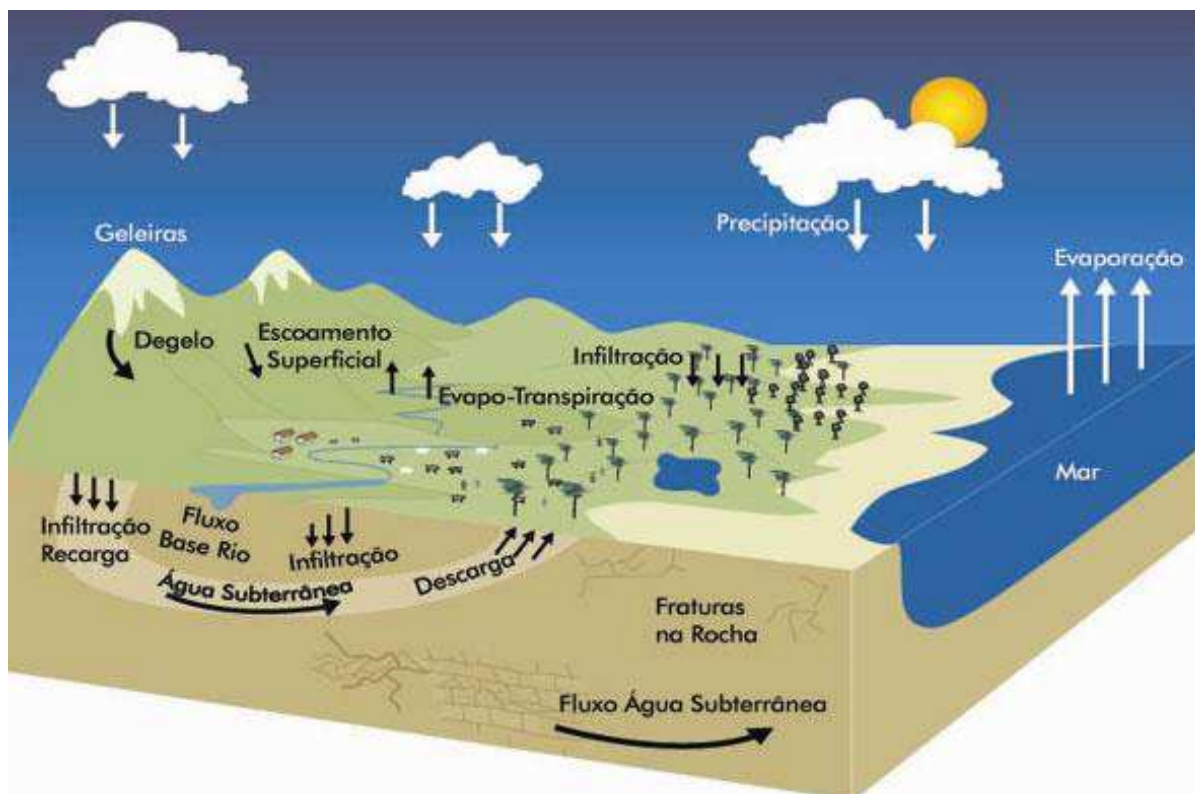 Geleiras
Precipitação
Evaporação
Degelo
Escoamento
Superficial
Infiltração
Evapo-Transpiração
Mar
Infiltração
Recarga
Fluxo
Base Rio
Infiltração
Água Subterrânea
Descarga
Fraturas
na Rocha
Fluxo Água Subterrânea